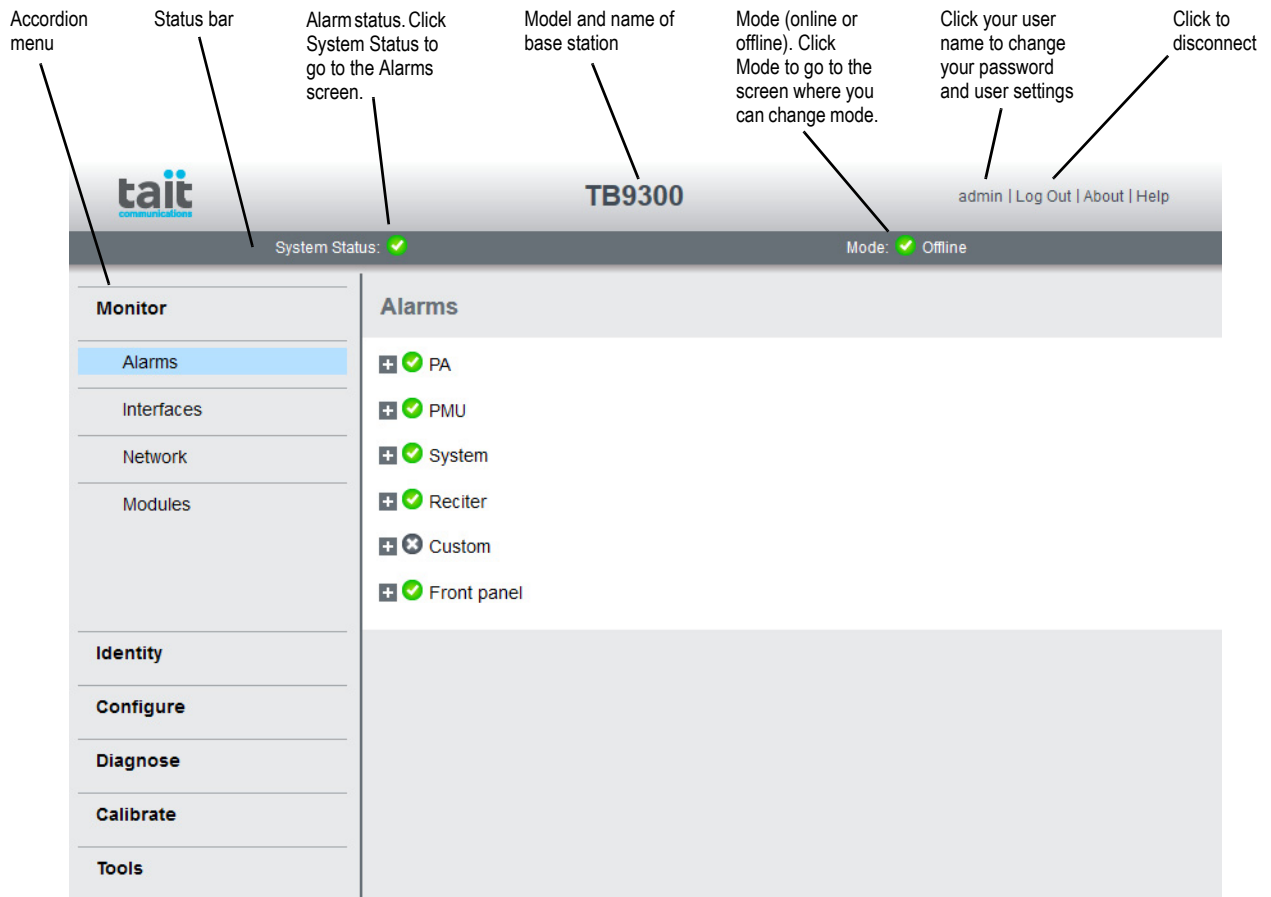 Accordion
menu
Status bar
Alarm status. Click
System Status to
go to the Alarms
screen.
Model and name of
base station
Mode (online or
offline). Click
Mode to go to the
screen where you
can change mode.
Click your user
name to change
your password
and user settings
Click to
disconnect
tait
communications
TB9300
admin | Log Out | About | Help
System Status:
Mode: Offline
Monitor
Alarms
Interfaces
Network
Modules
Identity
Configure
Diagnose
Calibrate
Tools
Alarms
PA
PMU
System
Reciter
Custom
Front panel